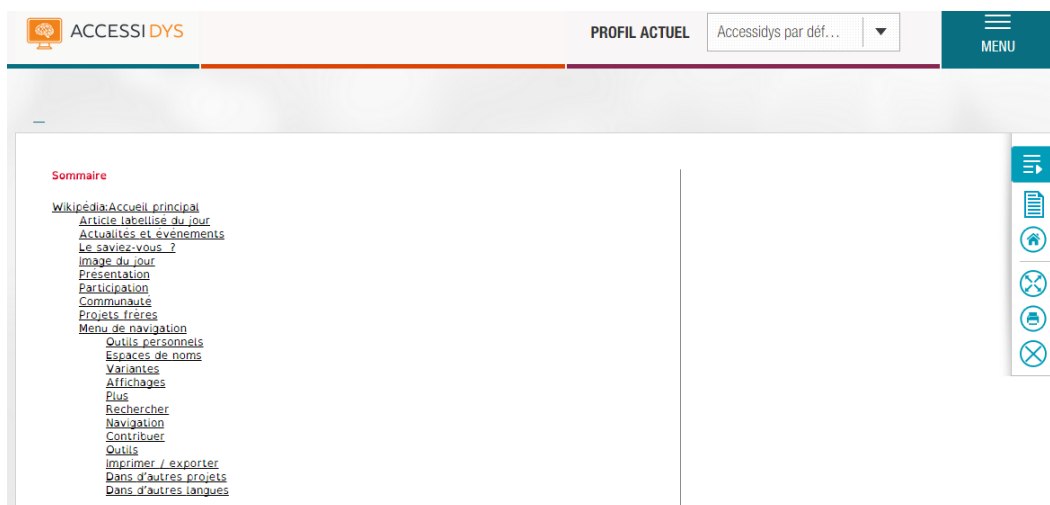 ACCESSIDYS
PROFIL ACTUEL
Accessidys par déf...
MENU
Sommaire
Wikipédia:Accueil principal
Article labellisé du jour
Actualités et événements
Le saviez-vous ?
Image du jour
Présentation
Participation
Communauté
Projets frères
Menu de navigation
Outils personnels
Espaces de noms
Variantes
Affichages
Plus
Rechercher
Navigation
Contribuer
Outils
Imprimer / exporter
Dans d'autres projets
Dans d'autres langues